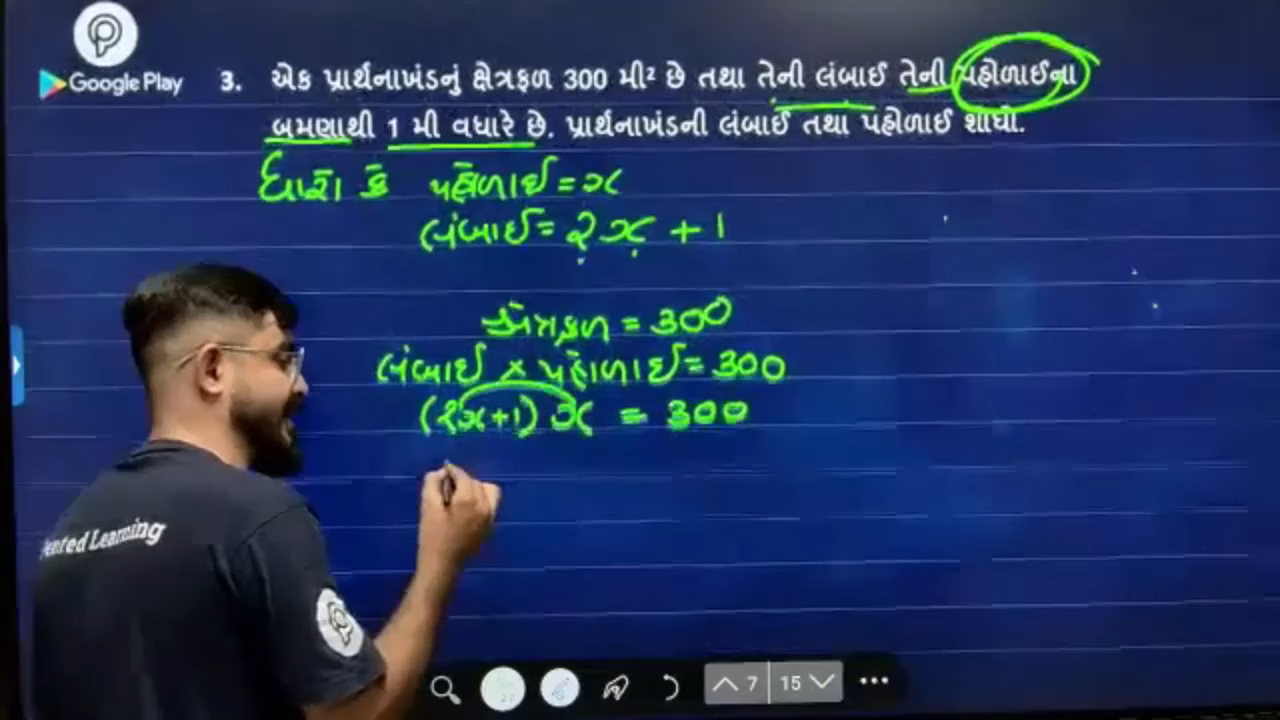 Google Play
3. એક પ્રાર્થનાખંડનું ક્ષેત્રફળ 300 મી² છે તથા તેની લંબાઈ તેની પહોળાઈના
બમણાથી 1 મી વધારે છે. પ્રાર્થનાખંડની લંબાઈ તથા પહોળાઈ શોધો.
ધારો કે પહોળાઈ = x
લંબાઈ = 2x + 1
ક્ષેત્રફળ = 300
લંબાઈ × પહોળાઈ = 300
(2x+1) x = 300
ented Learning
7 15